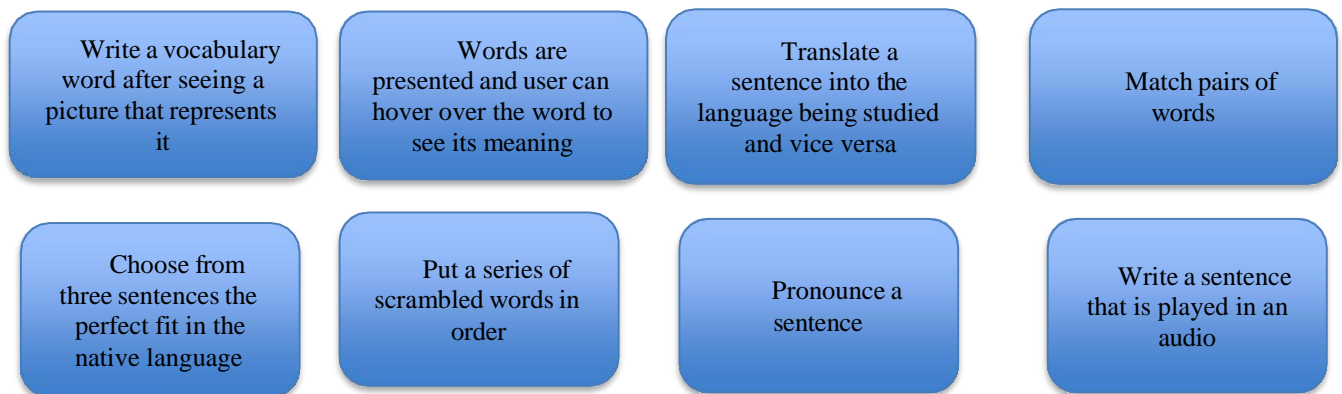 Write a vocabulary
word after seeing a
picture that represents
it
Words are
presented and user can
hover over the word to
see its meaning
Translate a
sentence into the
language being studied
and vice versa
Match pairs of
words
Choose from
three sentences the
perfect fit in the
native language
Put a series of
scrambled words in
order
Pronounce a
sentence
Write a sentence
that is played in an
audio